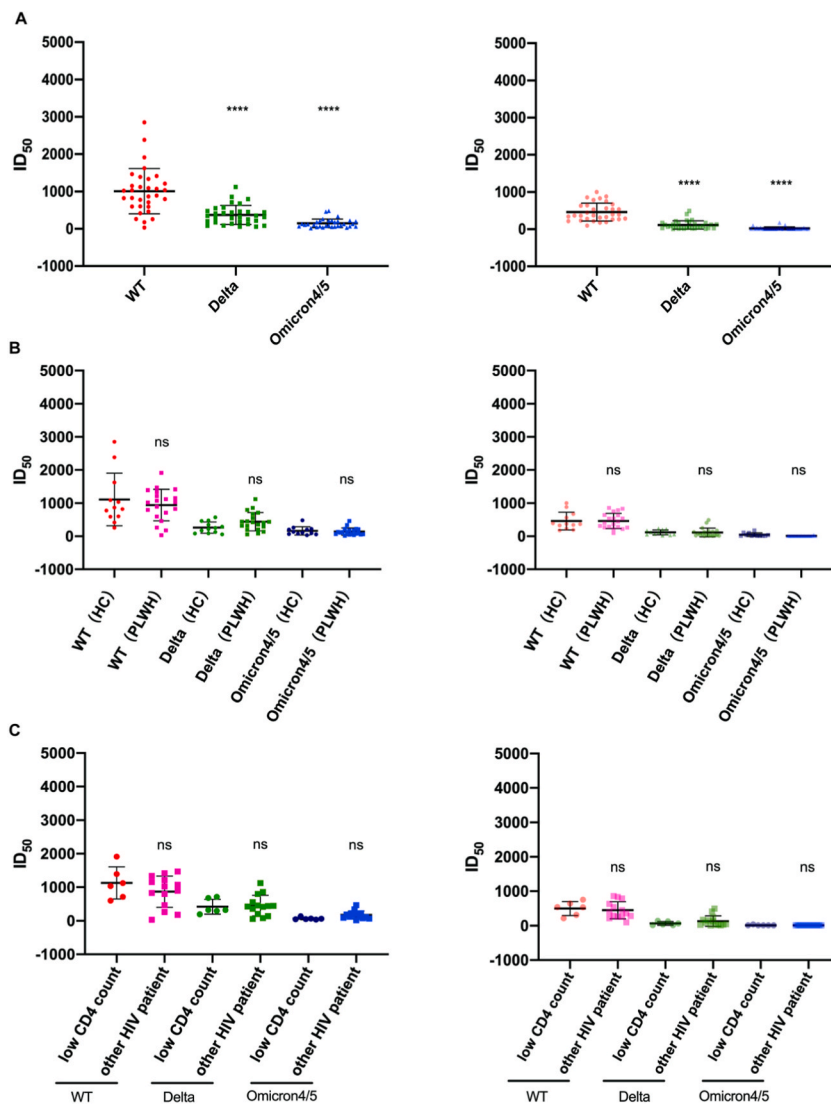 A
5000
4000
3000
2000
1000
0
-1000
ID50
****
****
WT
Delta
Omicron4/5
5000
4000
3000
2000
1000
0
-1000
ID50
****
****
WT
Delta
Omicron4/5
B
5000
4000
3000
2000
1000
0
-1000
ID50
ns
ns
ns
WT (HC)
WT (PLWH)
Delta (HC)
Delta (PLWH)
Omicron4/5 (HC)
Omicron4/5 (PLWH)
5000
4000
3000
2000
1000
0
-1000
ID50
ns
ns
ns
WT (HC)
WT (PLWH)
Delta (HC)
Delta (PLWH)
Omicron4/5 (HC)
Omicron4/5 (PLWH)
C
5000
4000
3000
2000
1000
0
-1000
ID50
ns
ns
ns
low CD4 count
other HIV patient
low CD4 count
other HIV patient
low CD4 count
other HIV patient
WT
Delta
Omicron4/5
5000
4000
3000
2000
1000
0
-1000
ID50
ns
ns
ns
low CD4 count
other HIV patient
low CD4 count
other HIV patient
low CD4 count
other HIV patient
WT
Delta
Omicron4/5